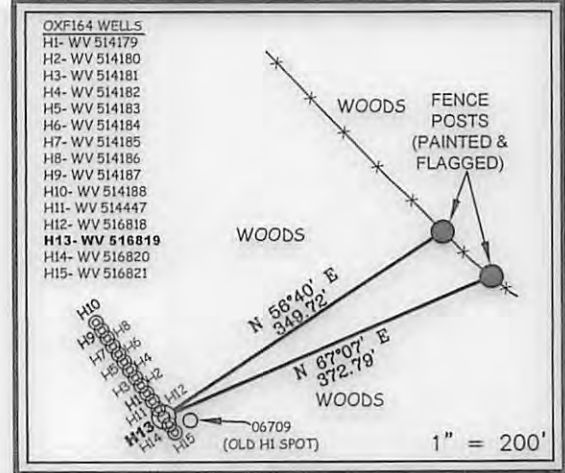 OXF164 WELLS
H1- WV 514179
H2- WV 514180
H3- WV 514181
H4- WV 514182
H5- WV 514183
H6- WV 514184
H7- WV 514185
H8- WV 514186
H9- WV 514187
H10- WV 514188
H11- WV 514447
H12- WV 516818
H13- WV 516819
H14- WV 516820
H15- WV 516821
WOODS
FENCE
POSTS
(PAINTED &
FLAGGED)
WOODS
N 56°40' E
349.72'
N 67°07' E
372.79'
WOODS
H10
H9
H8
H7
H6
H5
H4
H3
H2
H1
H12
H11
H13
H14
H15
06709
(OLD H1 SPOT)
1" = 200'